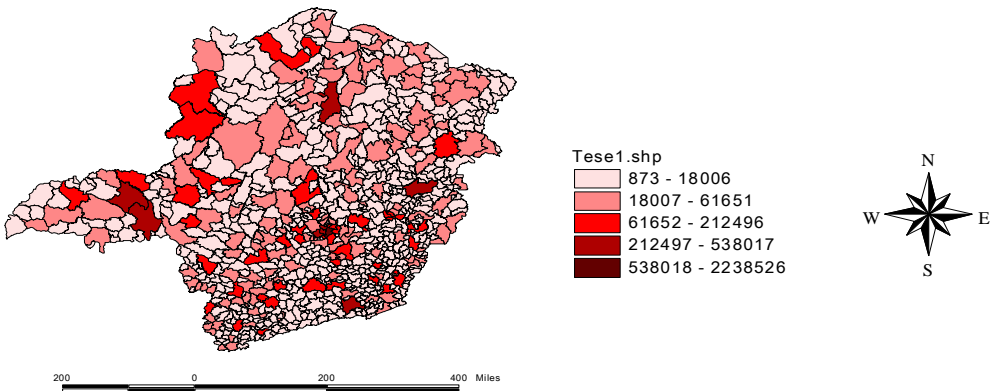 Tese1.shp
873 - 18006
18007 - 61651
61652 - 212496
212497 - 538017
538018 - 2238526
N
W E
S
200 0 200 400 Miles